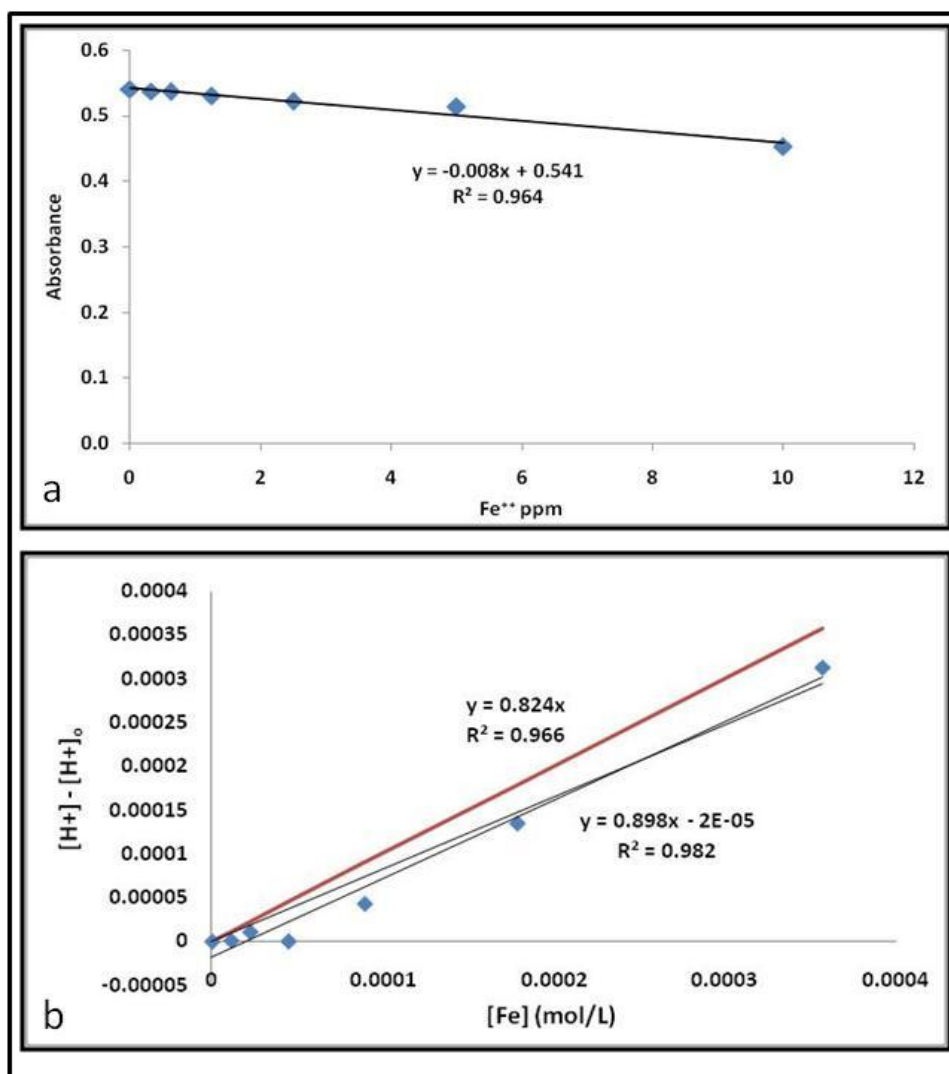 0.6
0.5
0.4
0.3
0.2
0.1
0.0
Absorbance
y = -0.008x + 0.541
R² = 0.964
0 2 4 6 8 10 12
Fe⁺⁺ ppm
a
0.0004
0.00035
0.0003
0.00025
0.0002
0.00015
0.0001
0.00005
0
-0.00005
[H+] - [H+]ₒ
y = 0.824x
R² = 0.966
y = 0.898x - 2E-05
R² = 0.982
0 0.0001 0.0002 0.0003 0.0004
[Fe] (mol/L)
b